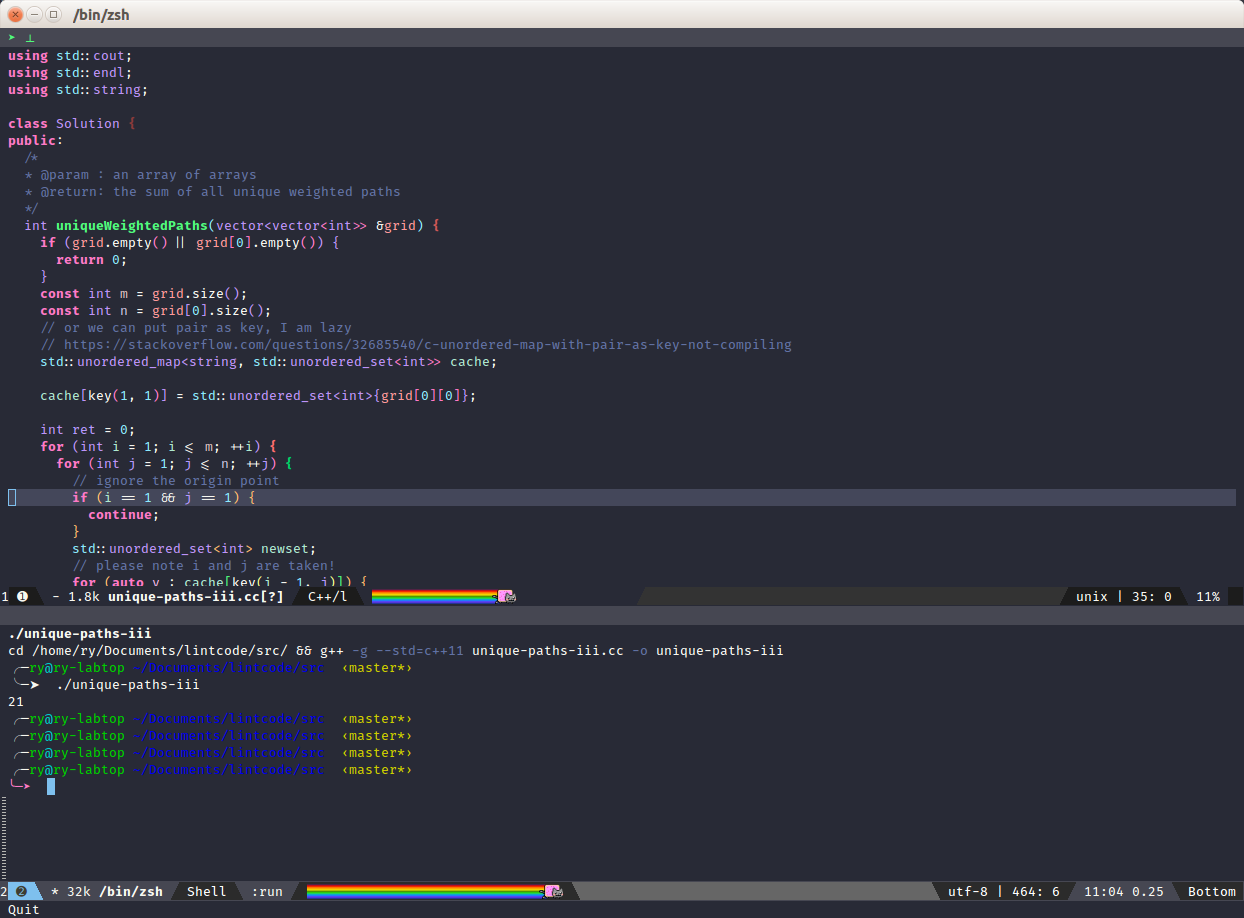 /bin/zsh
➤ ⊥
using std::cout;
using std::endl;
using std::string;
class Solution {
public:
/*
* @param : an array of arrays
* @return: the sum of all unique weighted paths
*/
int uniqueWeightedPaths(vector<vector<int>> &grid) {
if (grid.empty() || grid[0].empty()) {
return 0;
}
const int m = grid.size();
const int n = grid[0].size();
// or we can put pair as key, I am lazy
// https://stackoverflow.com/questions/32685540/c-unordered-map-with-pair-as-key-not-compiling
std::unordered_map<string, std::unordered_set<int>> cache;
cache[key(1, 1)] = std::unordered_set<int>{grid[0][0]};
int ret = 0;
for (int i = 1; i <= m; ++i) {
for (int j = 1; j <= n; ++j) {
// ignore the origin point
if (i == 1 && j == 1) {
continue;
}
std::unordered_set<int> newset;
// please note i and j are taken!
for (auto v : cache[key(i - 1, j)]) {
1 ❶ - 1.8k unique-paths-iii.cc[?] C++/l unix | 35: 0 11%
./unique-paths-iii
cd /home/ry/Documents/lintcode/src/ && g++ -g --std=c++11 unique-paths-iii.cc -o unique-paths-iii
╭─ry@ry-labtop ~/Documents/lintcode/src ‹master*›
╰─➤ ./unique-paths-iii
21
╭─ry@ry-labtop ~/Documents/lintcode/src ‹master*›
╭─ry@ry-labtop ~/Documents/lintcode/src ‹master*›
╭─ry@ry-labtop ~/Documents/lintcode/src ‹master*›
╭─ry@ry-labtop ~/Documents/lintcode/src ‹master*›
╰─➤
2 ❷ * 32k /bin/zsh Shell :run utf-8 | 464: 6 11:04 0.25 Bottom
Quit